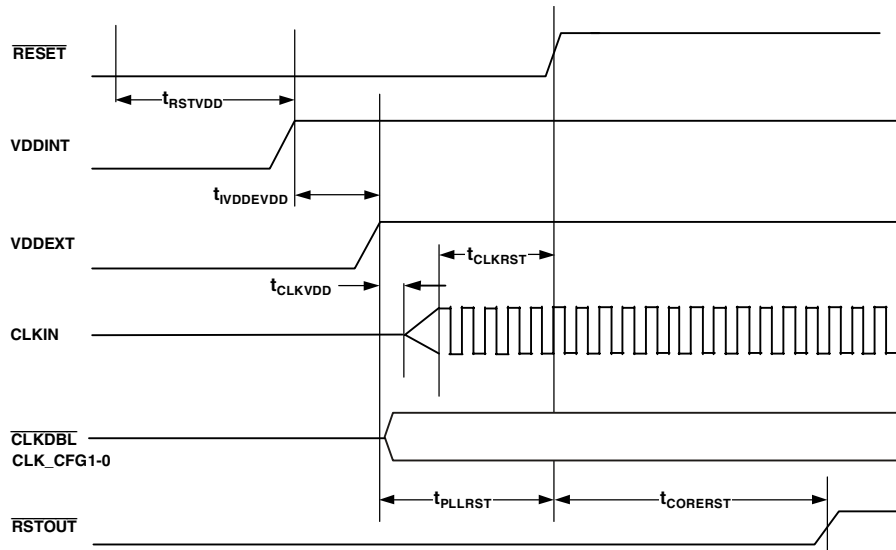 RESET
tRSTVDD
VDDINT
tIVDDEVDD
VDDEXT
tCLKRST
tCLKVDD
CLKIN
CLKDBL
CLK_CFG1-0
tPLLRST
tCORERST
RSTOUT